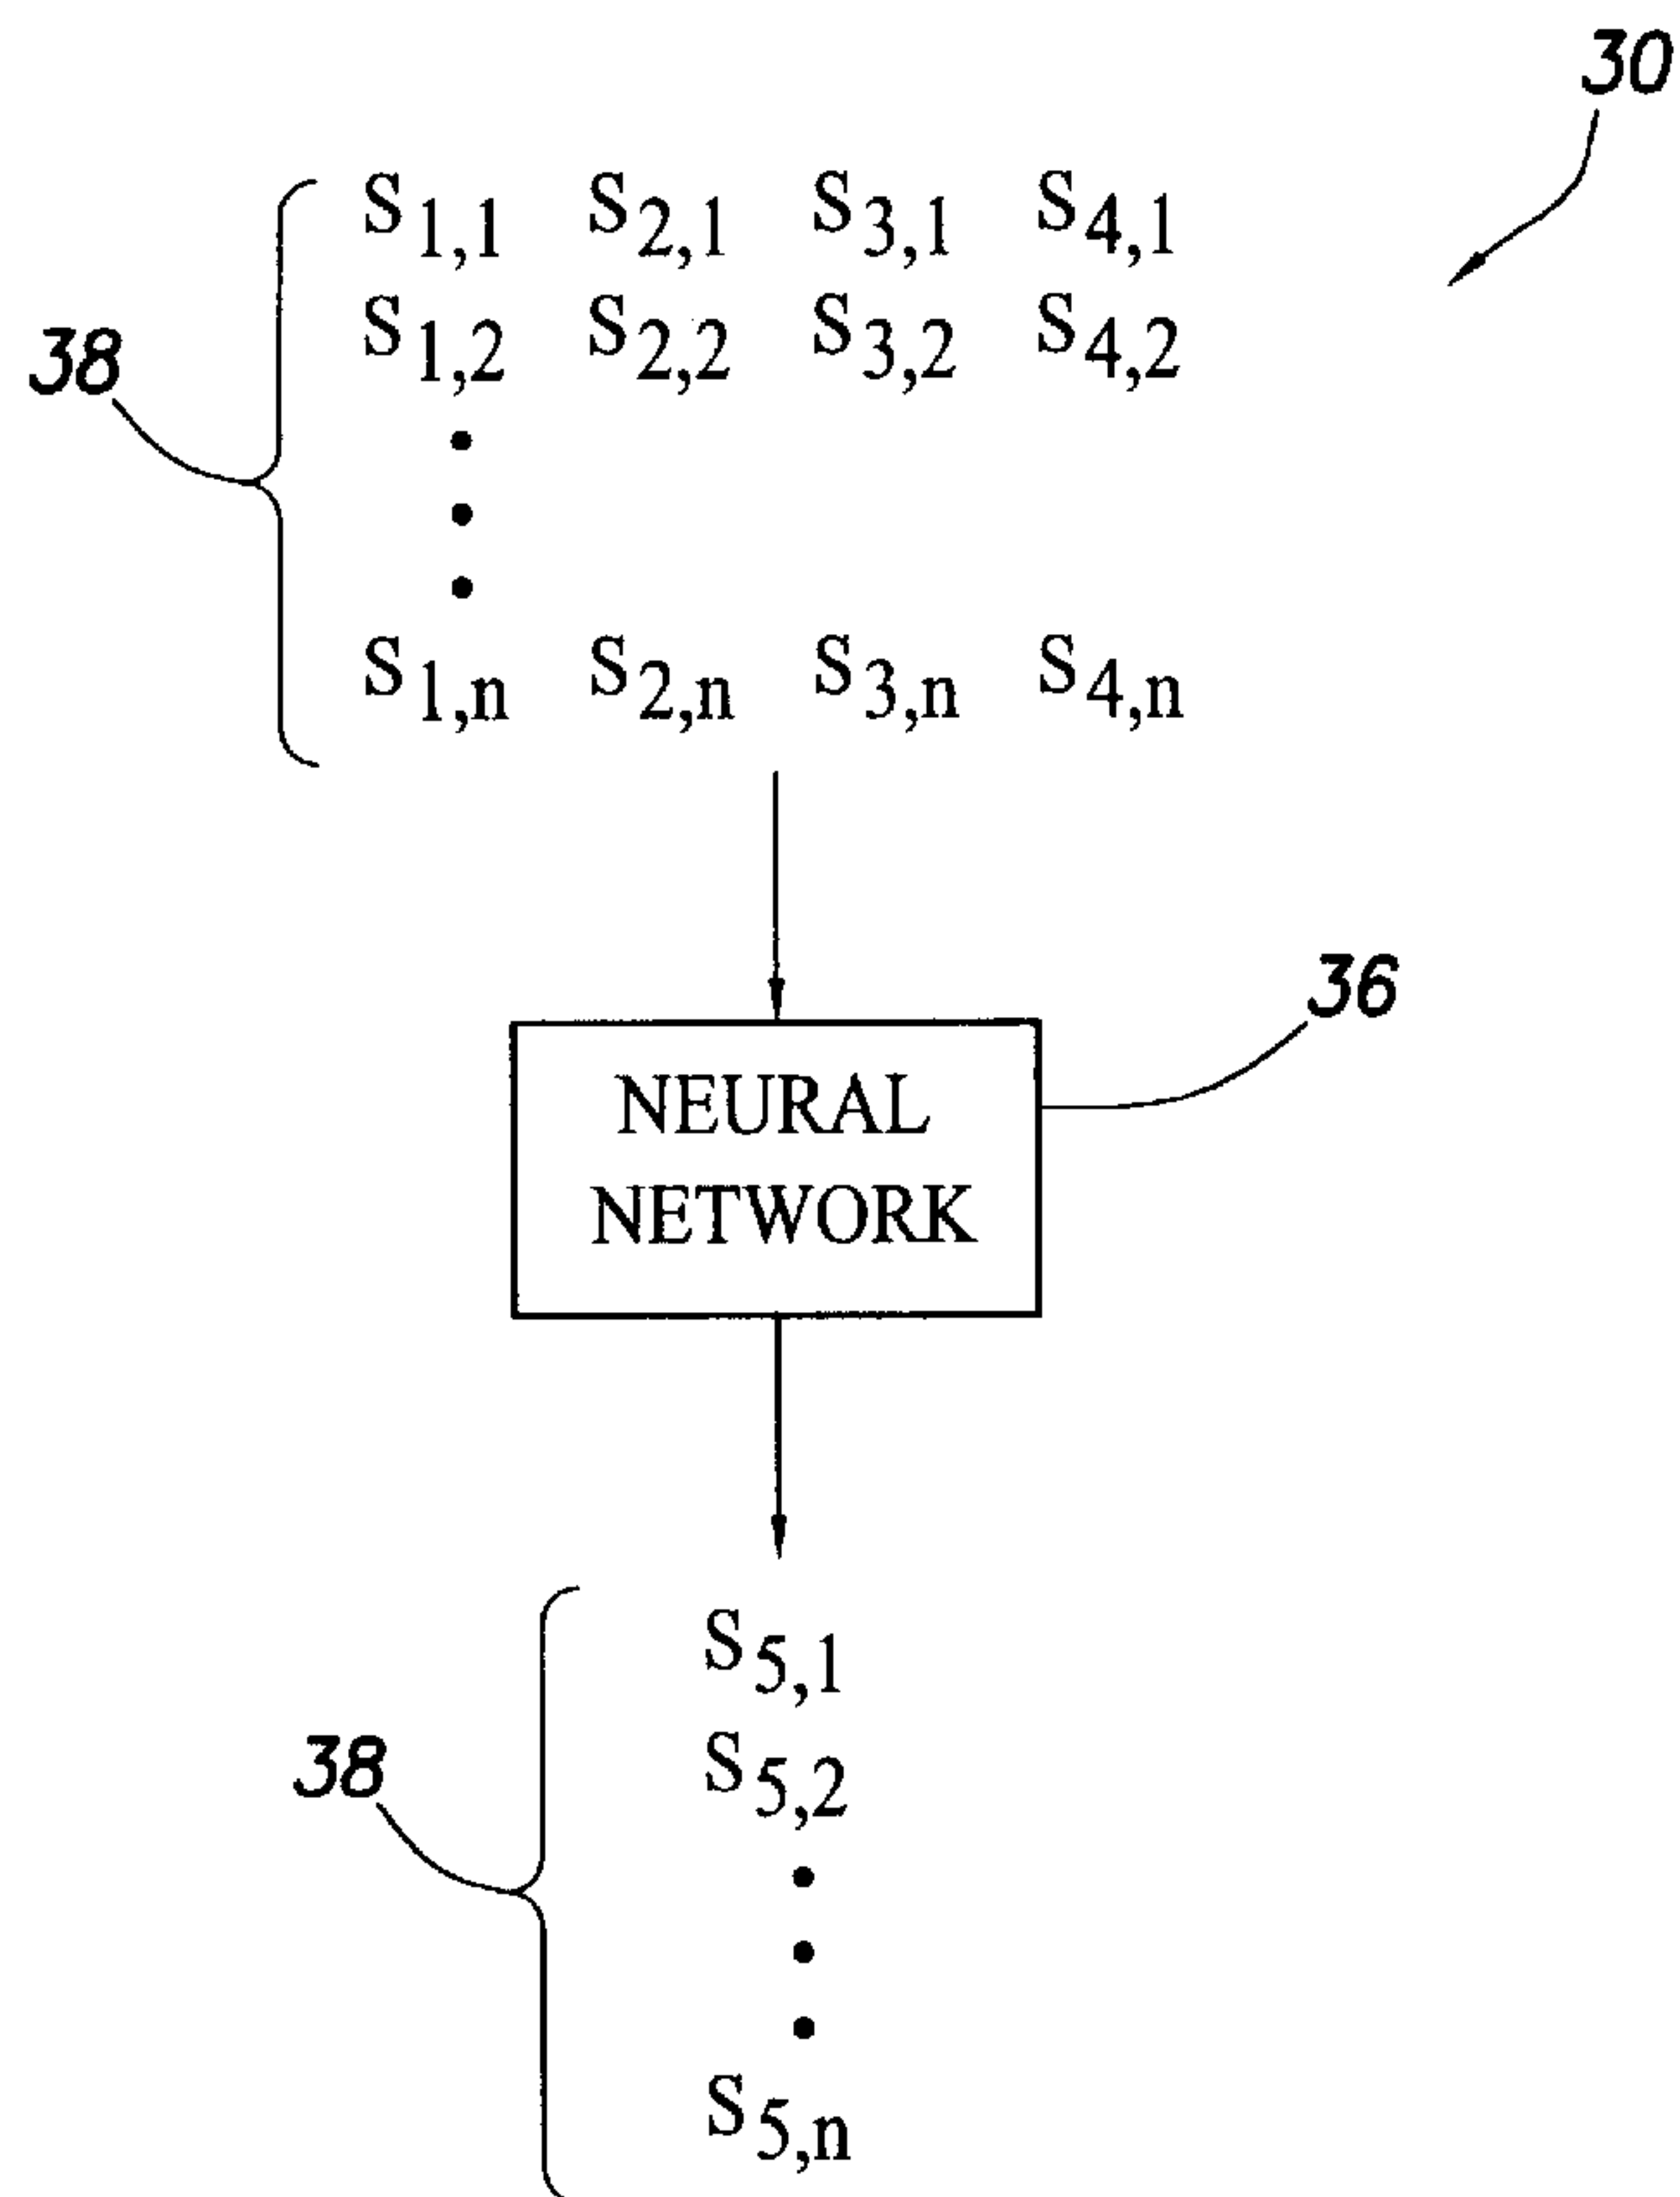 30
S1,1 S2,1 S3,1 S4,1
S1,2 S2,2 S3,2 S4,2
38
S1,n S2,n S3,n S4,n
36
NEURAL
NETWORK
S5,1
S5,2
38
S5,n